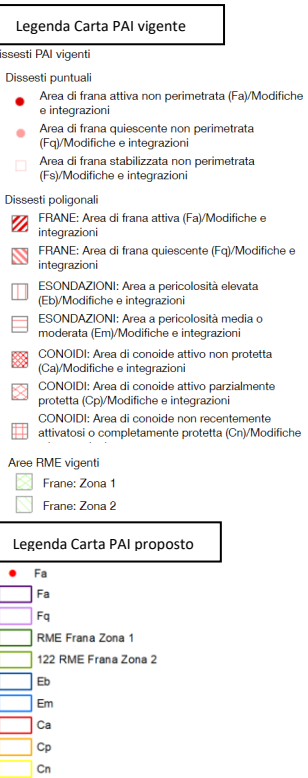 Legenda Carta PAI vigente
issesti PAI vigenti
Dissesti puntuali
Area di frana attiva non perimetrata (Fa)/Modifiche
e integrazioni
Area di frana quiescente non perimetrata
(Fq)/Modifiche e integrazioni
Area di frana stabilizzata non perimetrata
(Fs)/Modifiche e integrazioni
Dissesti poligonali
FRANE: Area di frana attiva (Fa)/Modifiche e
integrazioni
FRANE: Area di frana quiescente (Fq)/Modifiche e
integrazioni
ESONDAZIONI: Area a pericolosità elevata
(Eb)/Modifiche e integrazioni
ESONDAZIONI: Area a pericolosità media o
moderata (Em)/Modifiche e integrazioni
CONOIDI: Area di conoide attivo non protetta
(Ca)/Modifiche e integrazioni
CONOIDI: Area di conoide attivo parzialmente
protetta (Cp)/Modifiche e integrazioni
CONOIDI: Area di conoide non recentemente
attivatosi o completamente protetta (Cn)/Modifiche
Aree RME vigenti
Frane: Zona 1
Frane: Zona 2
Legenda Carta PAI proposto
Fa
Fa
Fq
RME Frana Zona 1
122 RME Frana Zona 2
Eb
Em
Ca
Cp
Cn